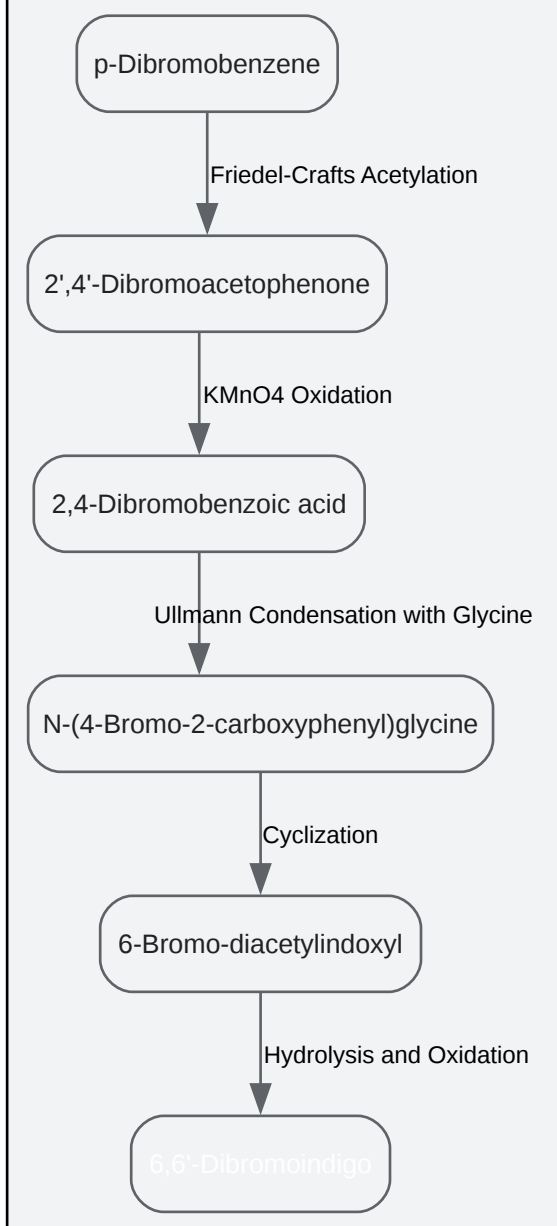 p-Dibromobenzene
Friedel-Crafts Acetylation
2',4'-Dibromoacetophenone
KMnO4 Oxidation
2,4-Dibromobenzoic acid
Ullmann Condensation with Glycine
N-(4-Bromo-2-carboxyphenyl)glycine
Cyclization
6-Bromo-diacetylindoxyl
Hydrolysis and Oxidation
6,6'-Dibromoindigo